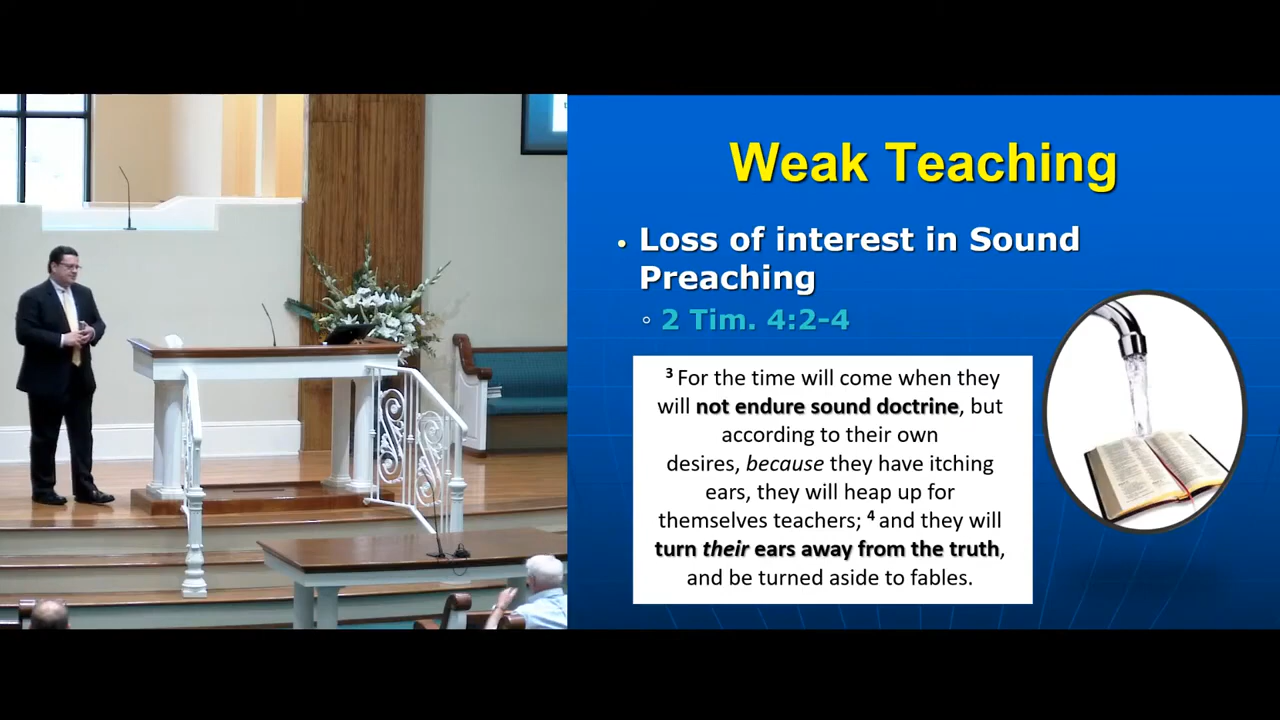 Weak Teaching
• Loss of interest in Sound
Preaching
◦ 2 Tim. 4:2-4
3 For the time will come when they
will not endure sound doctrine, but
according to their own
desires, because they have itching
ears, they will heap up for
themselves teachers; 4 and they will
turn their ears away from the truth,
and be turned aside to fables.